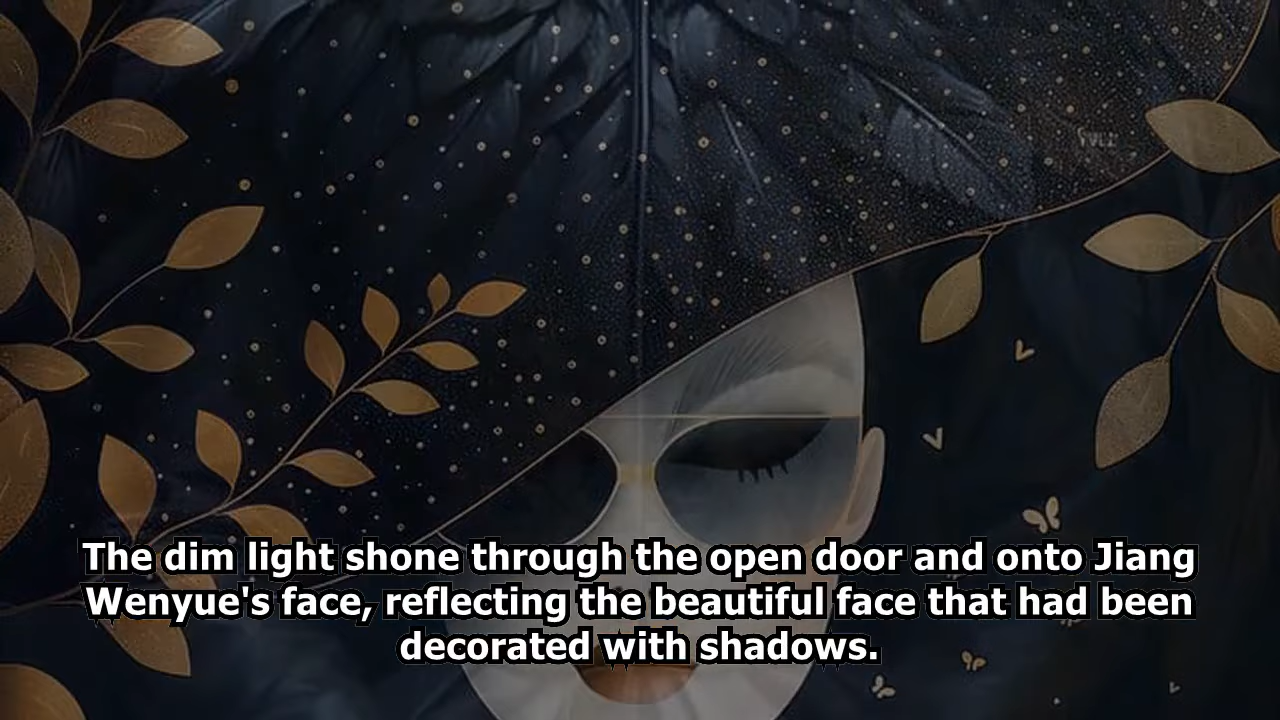 The dim light shone through the open door and onto Jiang
Wenyue's face, reflecting the beautiful face that had been
decorated with shadows.